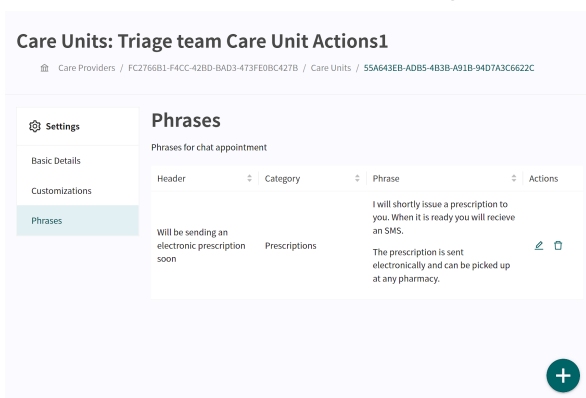 Care Units: Triage team Care Unit Actions1
Care Providers / FC2766B1-F4CC-42BD-BAD3-473FE0BC427B / Care Units / 55A643EB-ADB5-4B3B-A91B-94D7A3C6622C
Settings
Basic Details
Customizations
Phrases
Phrases
Phrases for chat appointment
Header
Category
Phrase
Actions
Will be sending an
electronic prescription
soon
Prescriptions
I will shortly issue a prescription to
you. When it is ready you will recieve
an SMS.
The prescription is sent
electronically and can be picked up
at any pharmacy.